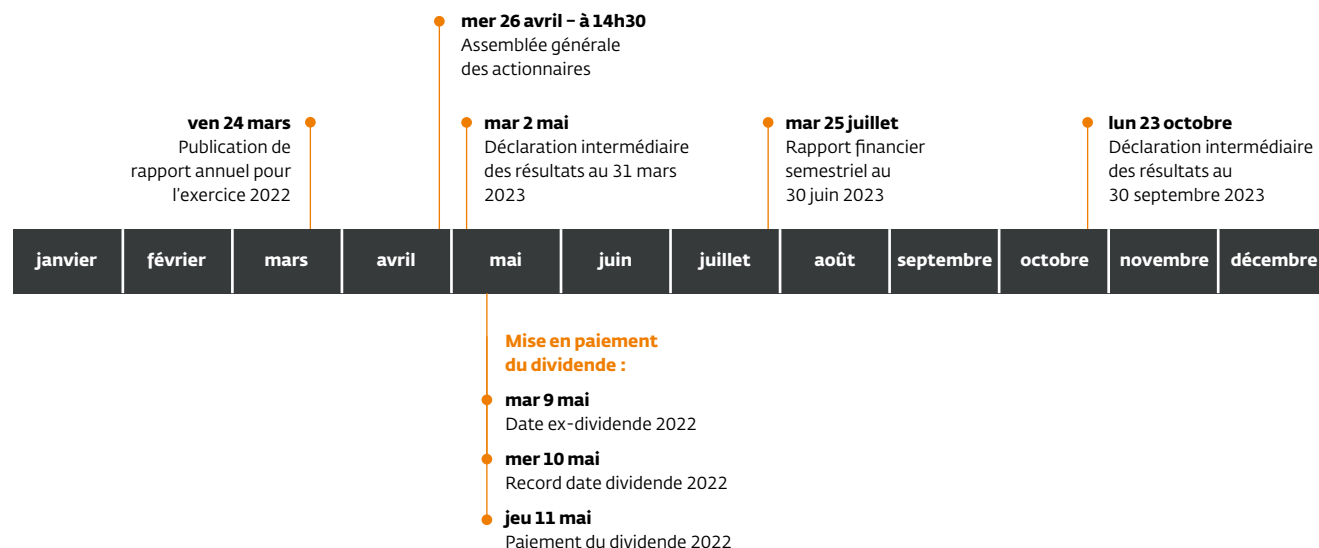 mer 26 avril – à 14h30
Assemblée générale
des actionnaires
ven 24 mars
Publication de
rapport annuel pour
l'exercice 2022
mar 2 mai
Déclaration intermédiaire
des résultats au 31 mars
2023
mar 25 juillet
Rapport financier
semestriel au
30 juin 2023
lun 23 octobre
Déclaration intermédiaire
des résultats au
30 septembre 2023
janvier
février
mars
avril
mai
juin
juillet
août
septembre
octobre
novembre
décembre
Mise en paiement
du dividende :
mar 9 mai
Date ex-dividende 2022
mer 10 mai
Record date dividende 2022
jeu 11 mai
Paiement du dividende 2022